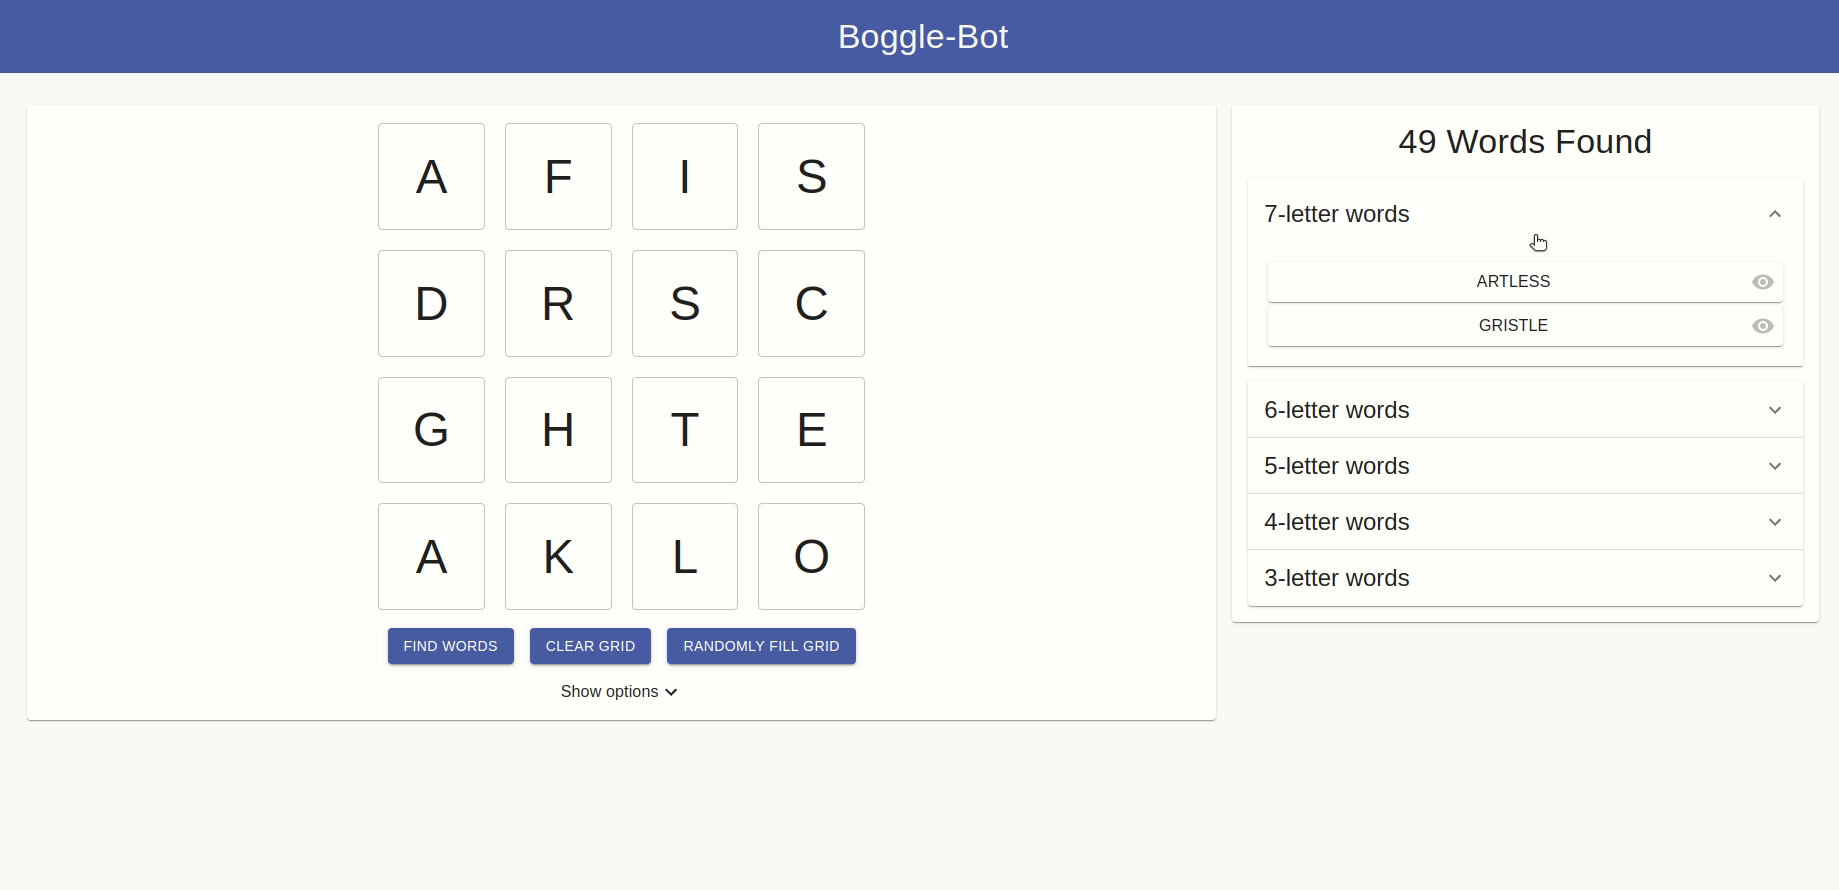 Boggle-Bot
A F I S
D R S C
G H T E
A K L O
FIND WORDS CLEAR GRID RANDOMLY FILL GRID
Show options
49 Words Found
7-letter words
ARTLESS
GRISTLE
6-letter words
5-letter words
4-letter words
3-letter words